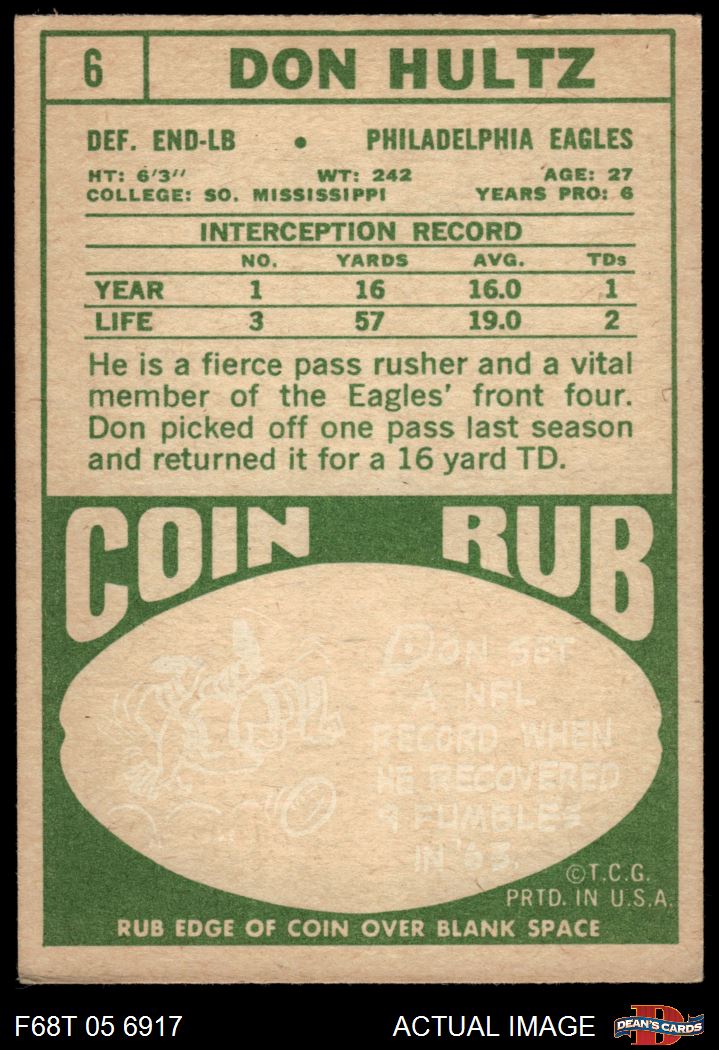 6 DON HULTZ
DEF. END-LB • PHILADELPHIA EAGLES
HT: 6'3" WT: 242 AGE: 27
COLLEGE: SO. MISSISSIPPI YEARS PRO: 6
INTERCEPTION RECORD
NO. YARDS AVG. TDs
YEAR 1 16 16.0 1
LIFE 3 57 19.0 2
He is a fierce pass rusher and a vital
member of the Eagles' front four.
Don picked off one pass last season
and returned it for a 16 yard TD.
COIN RUB
DON SET
A NFL
RECORD WHEN
HE RECOVERED
9 FUMBLES
IN '63.
©T.C.G.
PRTD. IN U.S.A.
RUB EDGE OF COIN OVER BLANK SPACE
F68T 05 6917 ACTUAL IMAGE DEAN'S CARDS